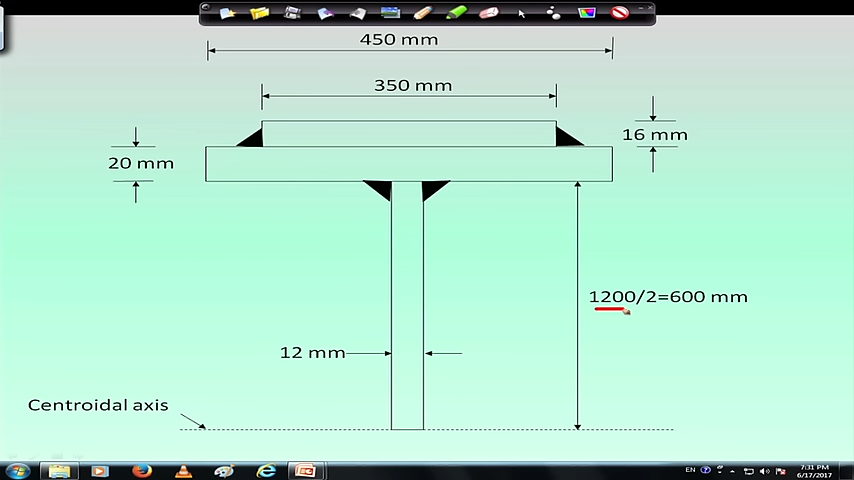 450 mm
350 mm
16 mm
20 mm
1200/2=600 mm
12 mm
Centroidal axis
EN
7:31 PM
6/17/2017